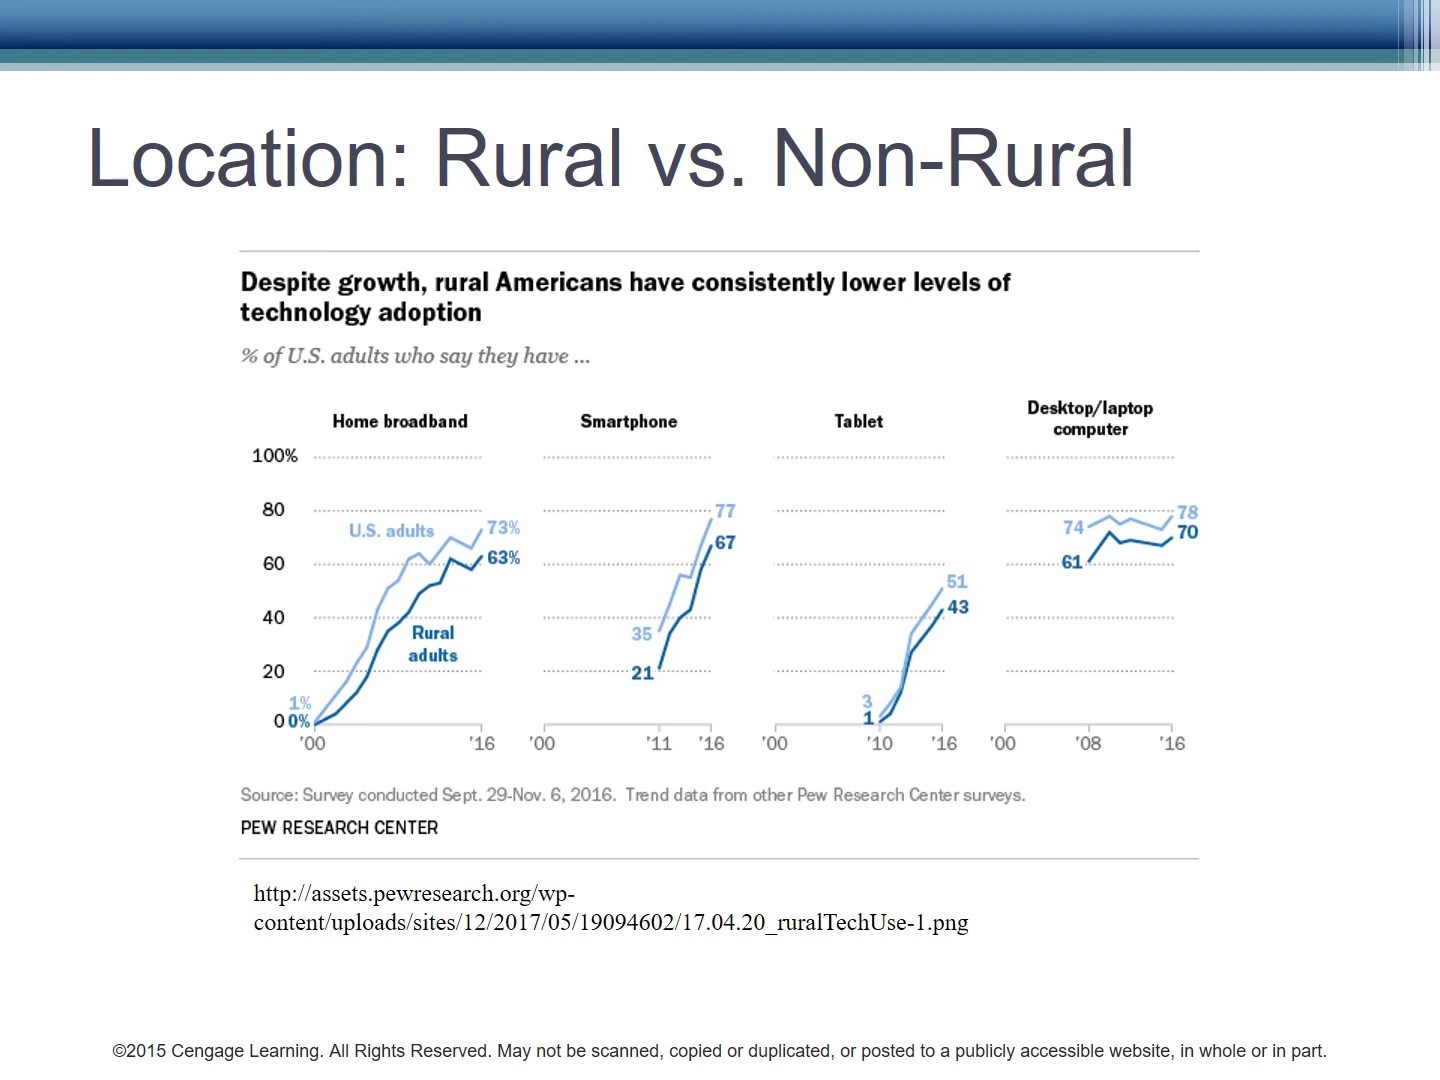 Location: Rural vs. Non-Rural
Despite growth, rural Americans have consistently lower levels of
technology adoption
% of U.S. adults who say they have ...
Home broadband
Smartphone
Tablet
Desktop/laptop
computer
100%
80
60
40
20
0
U.S. adults
73%
63%
Rural
adults
1%
0%
'00
'16
77
67
35
21
'00
'11
'16
51
43
3
1
'00
'10
'16
74
78
70
61
'00
'08
'16
Source: Survey conducted Sept. 29-Nov. 6, 2016. Trend data from other Pew Research Center surveys.
PEW RESEARCH CENTER
http://assets.pewresearch.org/wp-
content/uploads/sites/12/2017/05/19094602/17.04.20_ruralTechUse-1.png
©2015 Cengage Learning. All Rights Reserved. May not be scanned, copied or duplicated, or posted to a publicly accessible website, in whole or in part.